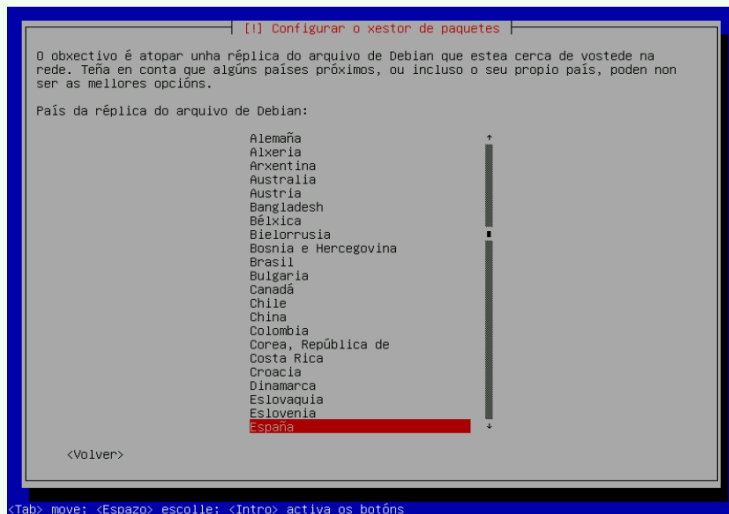 [!] Configurar o xestor de paquetes
O obxectivo é atopar unha réplica do arquivo de Debian que estea cerca de vostede na
rede. Teña en conta que algúns países próximos, ou incluso o seu propio país, poden non
ser as mellores opcións.
País da réplica do arquivo de Debian:
Alemaña
Alxeria
Arxentina
Australia
Austria
Bangladesh
Bélxica
Bielorrusia
Bosnia e Hercegovina
Brasil
Bulgaria
Canadá
Chile
China
Colombia
Corea, República de
Costa Rica
Croacia
Dinamarca
Eslovaquia
Eslovenia
España
<Volver>
<Tab> move; <Espazo> escolle; <Intro> activa os botóns